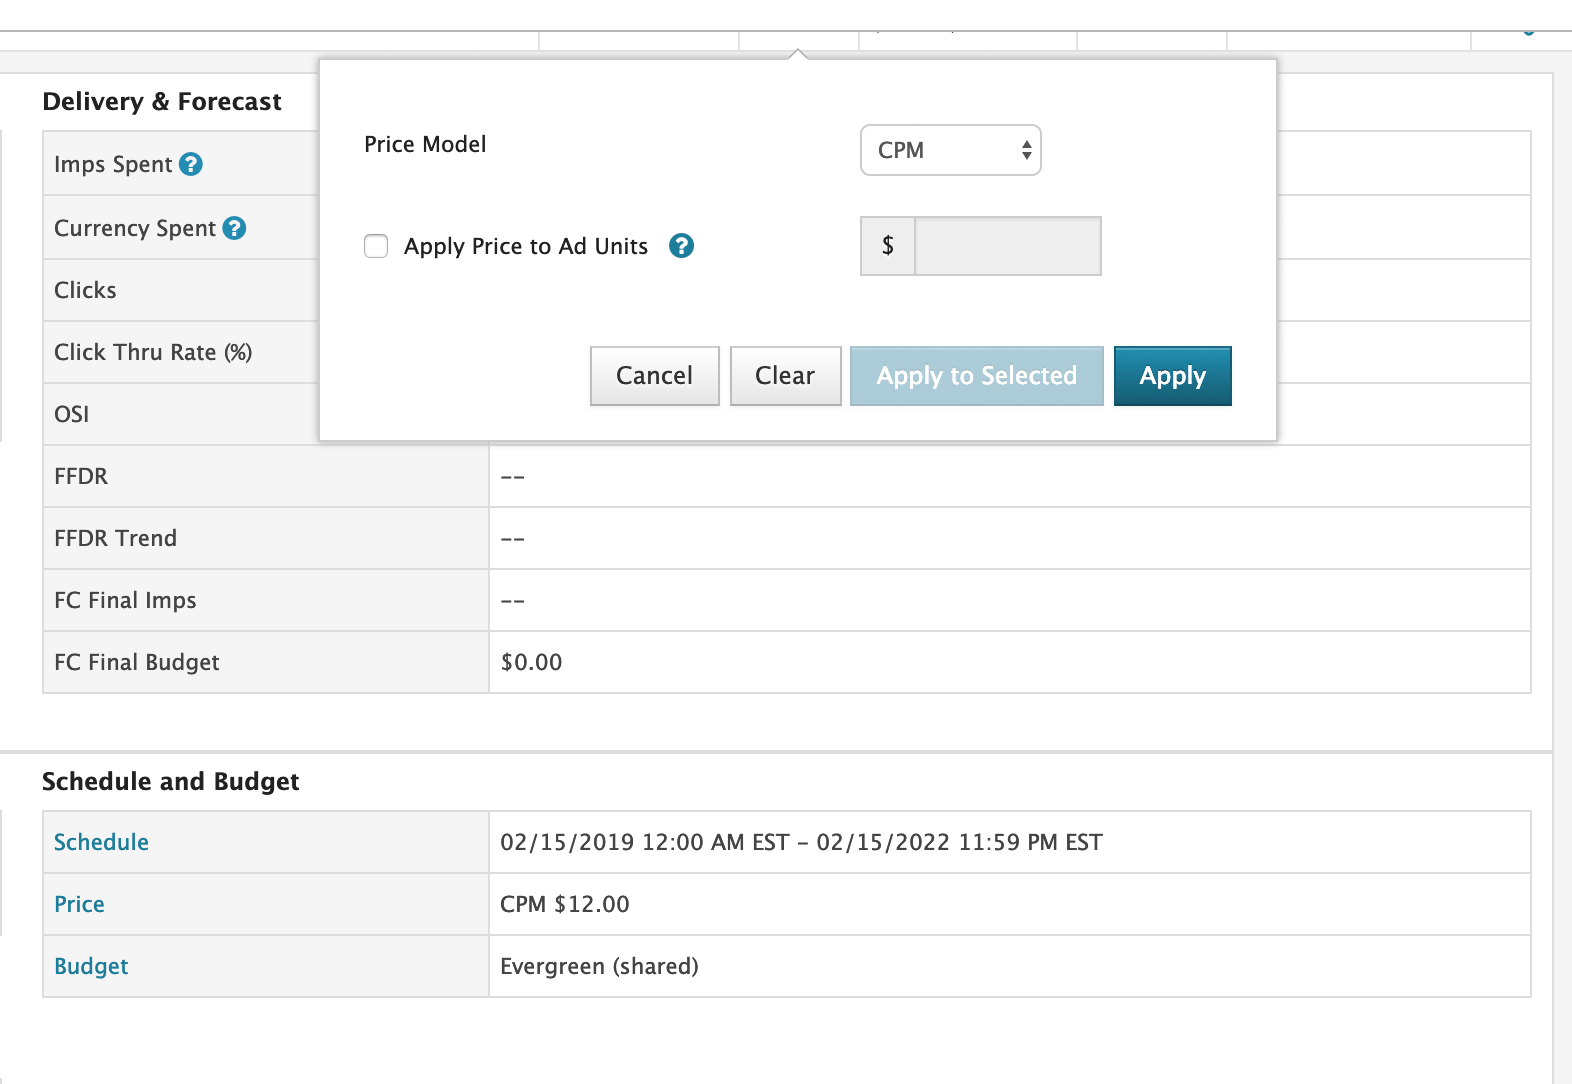 Delivery & Forecast
Price Model
CPM
Imps Spent ?
Currency Spent ?
Apply Price to Ad Units ?
$
Clicks
Click Thru Rate (%)
Cancel
Clear
Apply to Selected
Apply
OSI
FFDR
--
FFDR Trend
--
FC Final Imps
--
FC Final Budget
$0.00
Schedule and Budget
Schedule
02/15/2019 12:00 AM EST – 02/15/2022 11:59 PM EST
Price
CPM $12.00
Budget
Evergreen (shared)